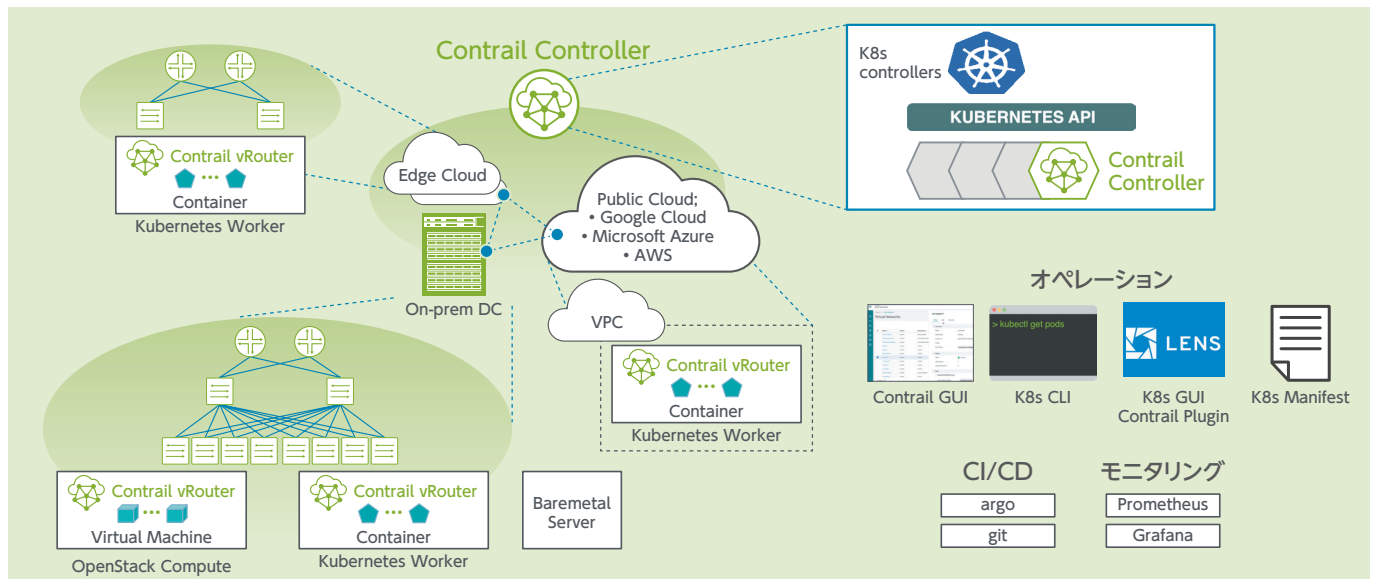 Contrail Controller
K8s
controllers
KUBERNETES API
Contrail
Controller
Contrail vRouter
Container
Kubernetes Worker
Edge Cloud
Public Cloud;
• Google Cloud
• Microsoft Azure
• AWS
On-prem DC
VPC
Contrail vRouter
Container
Kubernetes Worker
Contrail vRouter
Virtual Machine
OpenStack Compute
Contrail vRouter
Container
Kubernetes Worker
Baremetal
Server
オペレーション
Virtual Networks
Contrail GUI
> kubectl get pods
K8s CLI
LENS
K8s GUI
Contrail Plugin
K8s Manifest
CI/CD
argo
git
モニタリング
Prometheus
Grafana